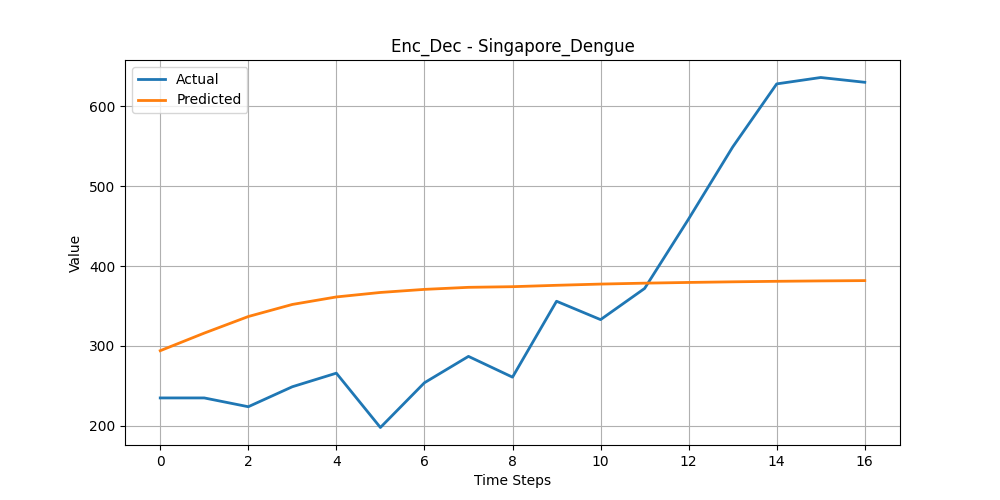 Enc_Dec - Singapore_Dengue
Actual
Predicted
600
500
400
300
200
Value
0 2 4 6 8 10 12 14 16
Time Steps